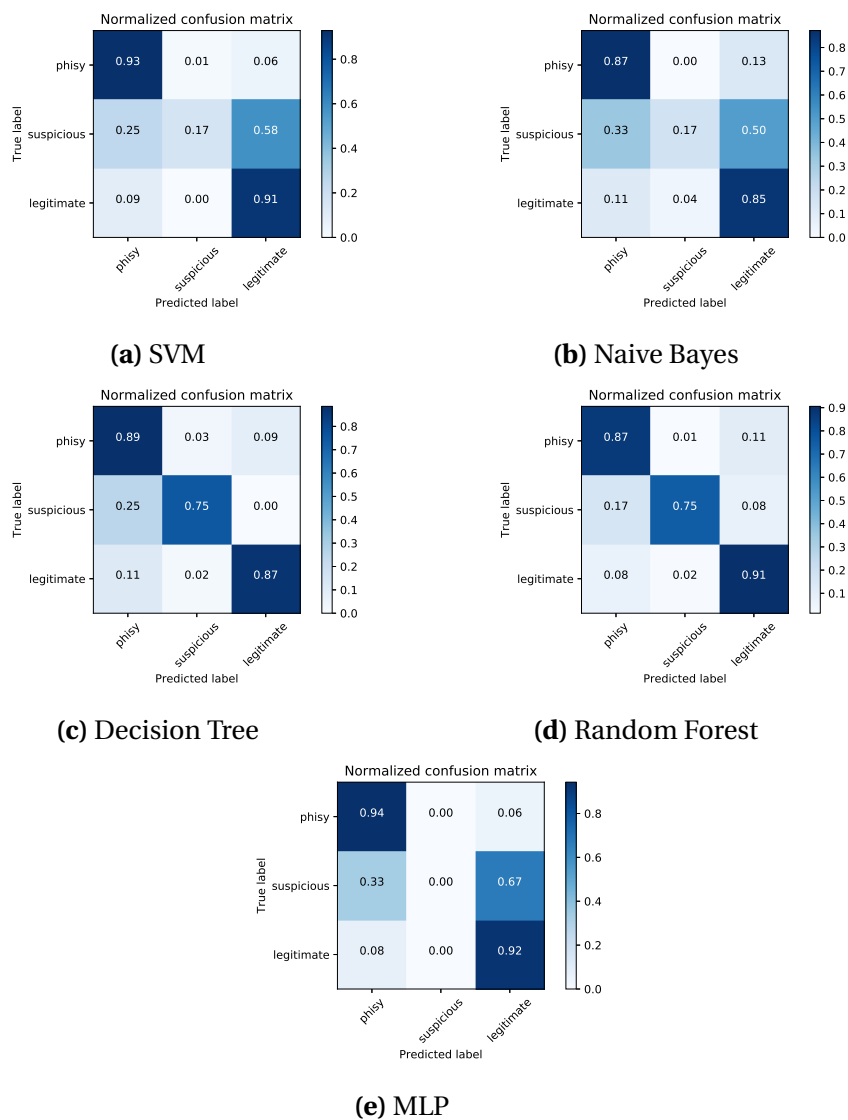 Normalized confusion matrix
phisy 0.93 0.01 0.06
suspicious 0.25 0.17 0.58
legitimate 0.09 0.00 0.91
True label
phisy suspicious legitimate
Predicted label
0.8
0.6
0.4
0.2
0.0
(a) SVM
Normalized confusion matrix
phisy 0.87 0.00 0.13
suspicious 0.33 0.17 0.50
legitimate 0.11 0.04 0.85
True label
phisy suspicious legitimate
Predicted label
0.8
0.7
0.6
0.5
0.4
0.3
0.2
0.1
0.0
(b) Naive Bayes
Normalized confusion matrix
phisy 0.89 0.03 0.09
suspicious 0.25 0.75 0.00
legitimate 0.11 0.02 0.87
True label
phisy suspicious legitimate
Predicted label
0.8
0.7
0.6
0.5
0.4
0.3
0.2
0.1
0.0
(c) Decision Tree
Normalized confusion matrix
phisy 0.87 0.01 0.11
suspicious 0.17 0.75 0.08
legitimate 0.08 0.02 0.91
True label
phisy suspicious legitimate
Predicted label
0.9
0.8
0.7
0.6
0.5
0.4
0.3
0.2
0.1
(d) Random Forest
Normalized confusion matrix
phisy 0.94 0.00 0.06
suspicious 0.33 0.00 0.67
legitimate 0.08 0.00 0.92
True label
phisy suspicious legitimate
Predicted label
0.8
0.6
0.4
0.2
0.0
(e) MLP